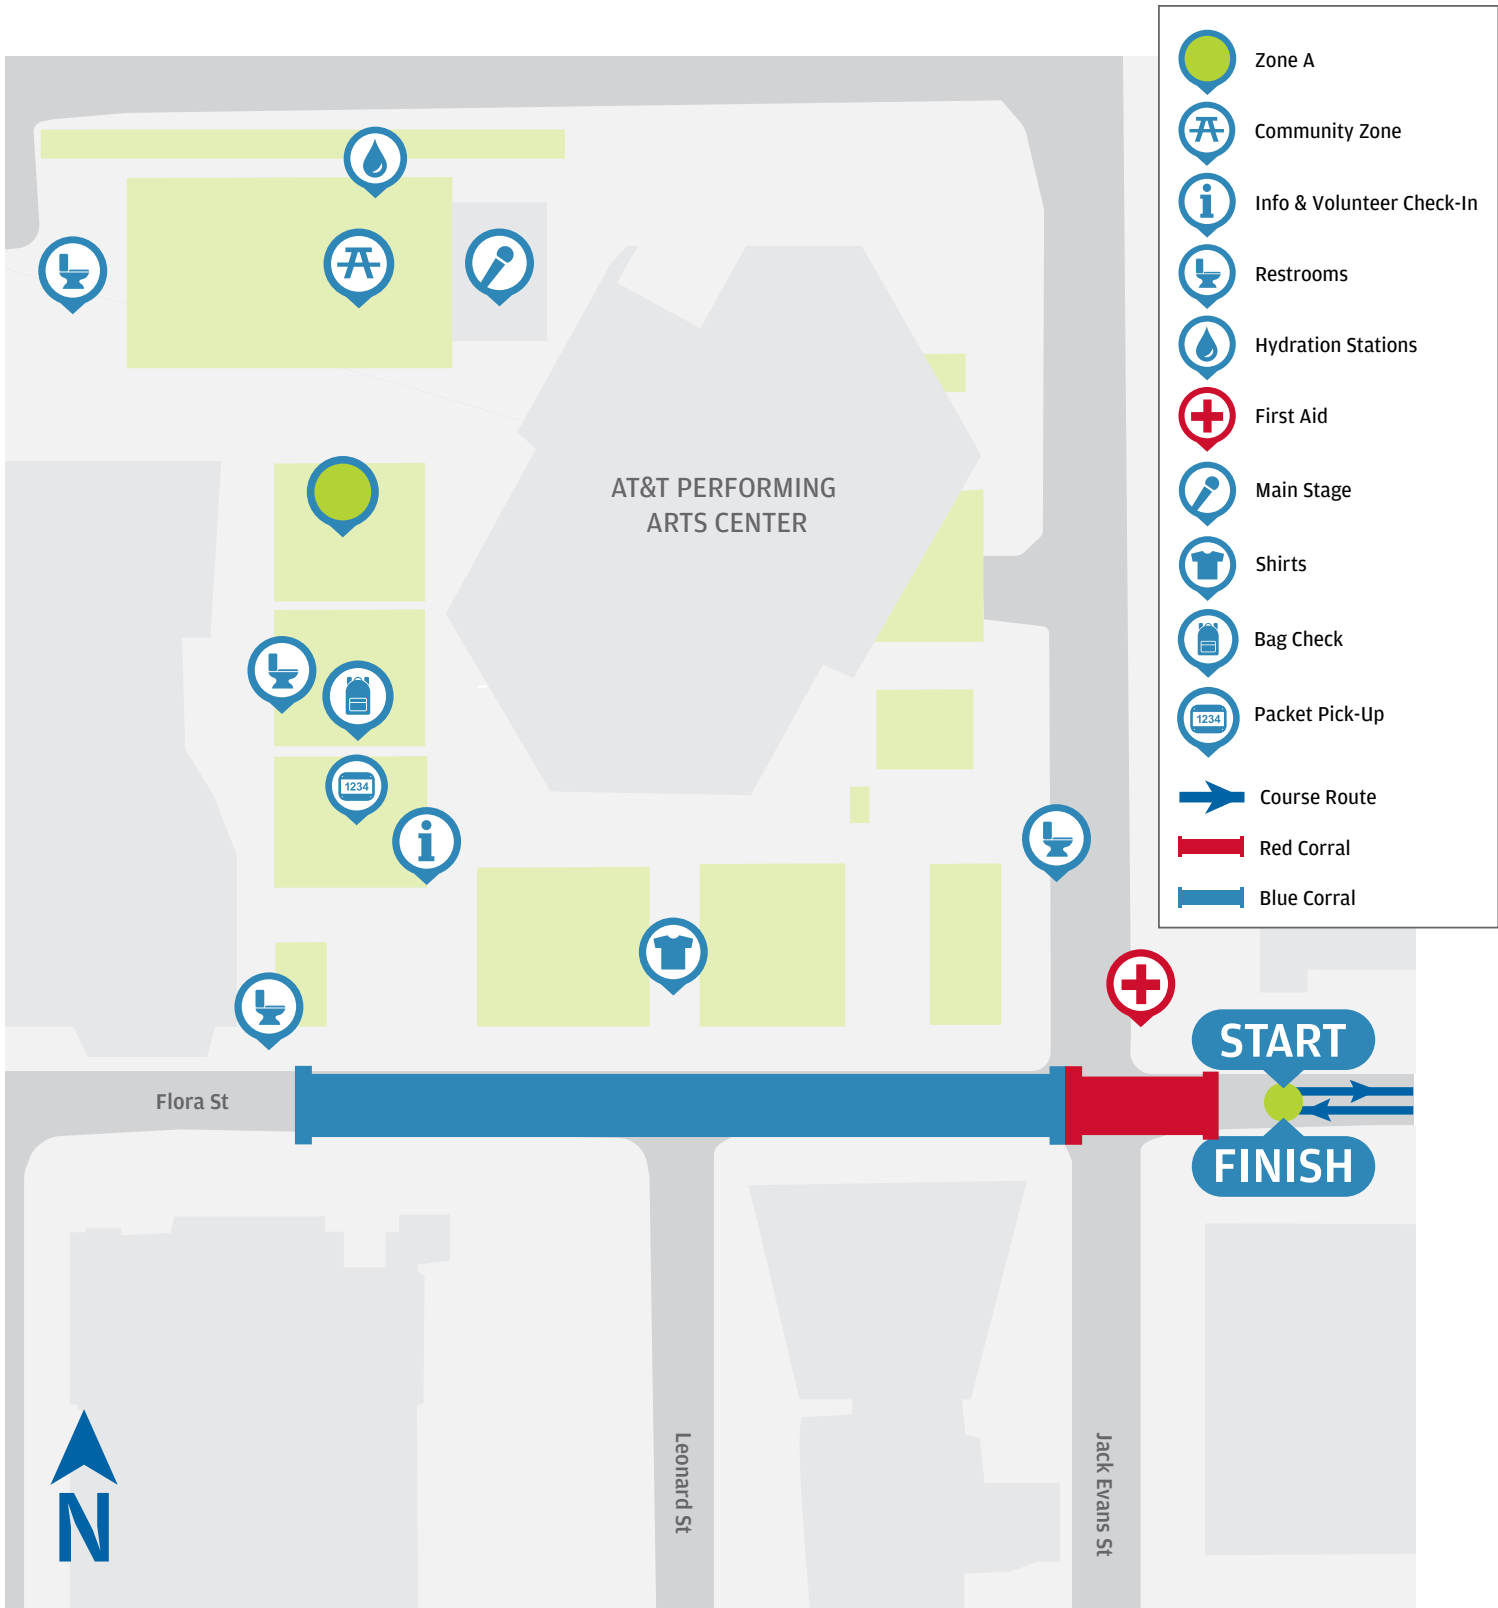 Zone A
Community Zone
Info & Volunteer Check-In
Restrooms
Hydration Stations
First Aid
Main Stage
Shirts
Bag Check
1234
Packet Pick-Up
Course Route
Red Corral
Blue Corral
AT&T PERFORMING
ARTS CENTER
1234
START
FINISH
Flora St
Leonard St
Jack Evans St
N